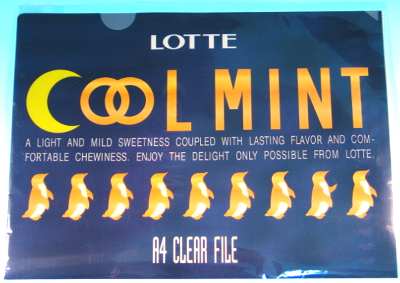 LOTTE
COOL MINT
A LIGHT AND MILD SWEETNESS COUPLED WITH LASTING FLAVOR AND COM-
FORTABLE CHEWINESS. ENJOY THE DELIGHT ONLY POSSIBLE FROM LOTTE.
A4 CLEAR FILE